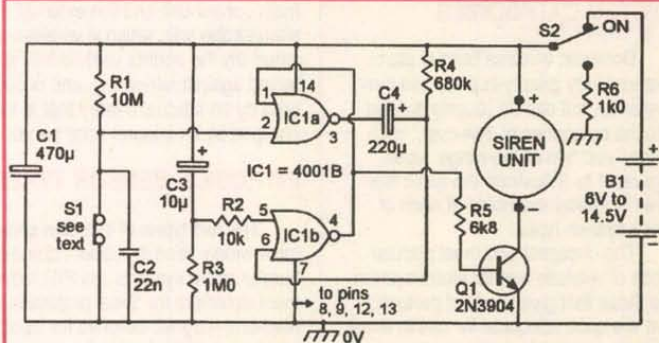 S2
ON
R1
10M
1
14
2
IC1a
3
C4
+
220µ
R4
680k
R6
1k0
C1
470µ
+
+
C3
10µ
IC1 = 4001B
SIREN
UNIT
+
-
+
B1
6V to
14.5V
S1
see
text
R2
10k
5
6
IC1b
4
7
R5
6k8
C2
22n
R3
1M0
to pins
8, 9, 12, 13
Q1
2N3904
0V